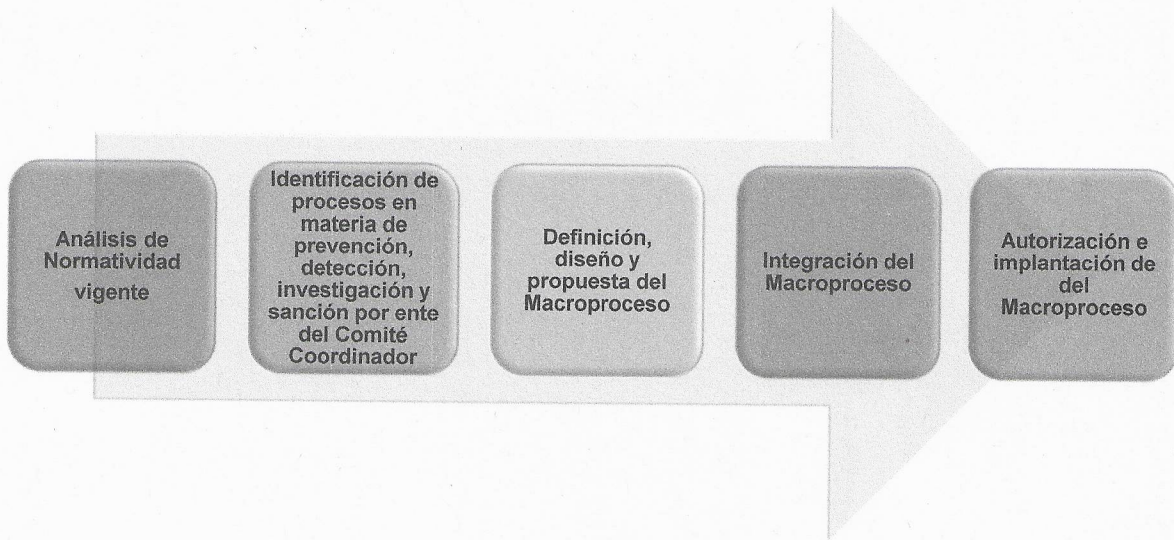 Análisis de
Normatividad
vigente
Identificación de
procesos en
materia de
prevención,
detección,
investigación y
sanción por ente
del Comité
Coordinador
Definición,
diseño y
propuesta del
Macroproceso
Integración del
Macroproceso
Autorización e
implantación de
del
Macroproceso